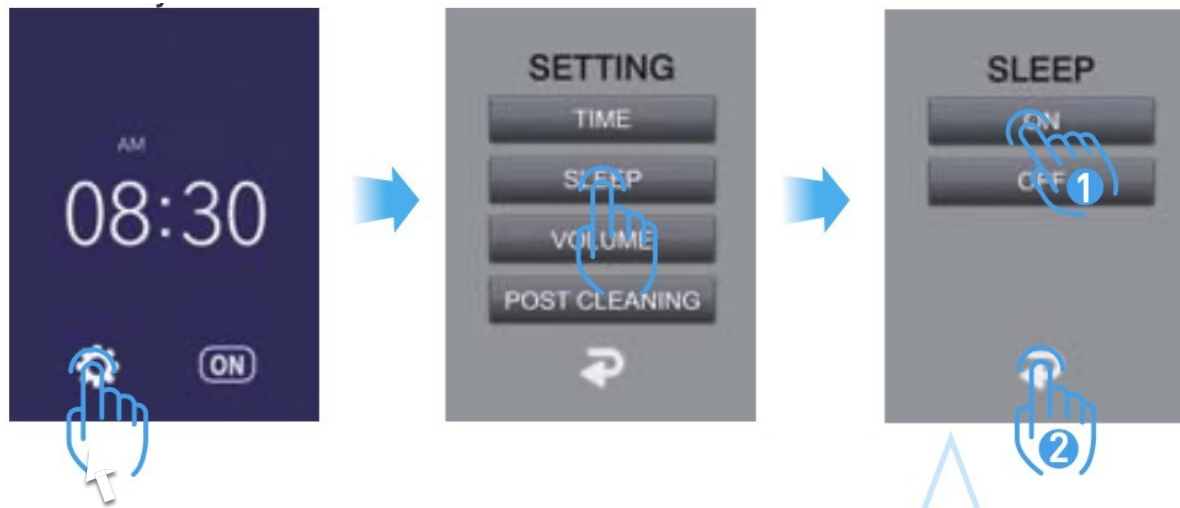 AM
08:30
ON
SETTING
TIME
SLEEP
VOLUME
POST CLEANING
SLEEP
ON
OFF
1
2